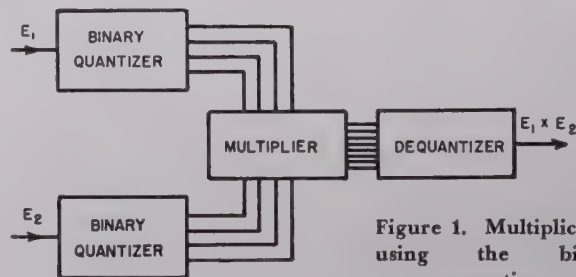 E₁
BINARY
QUANTIZER
MULTIPLIER
DEQUANTIZER
E₁ × E₂
E₂
BINARY
QUANTIZER
Figure 1. Multiplic
using the bi